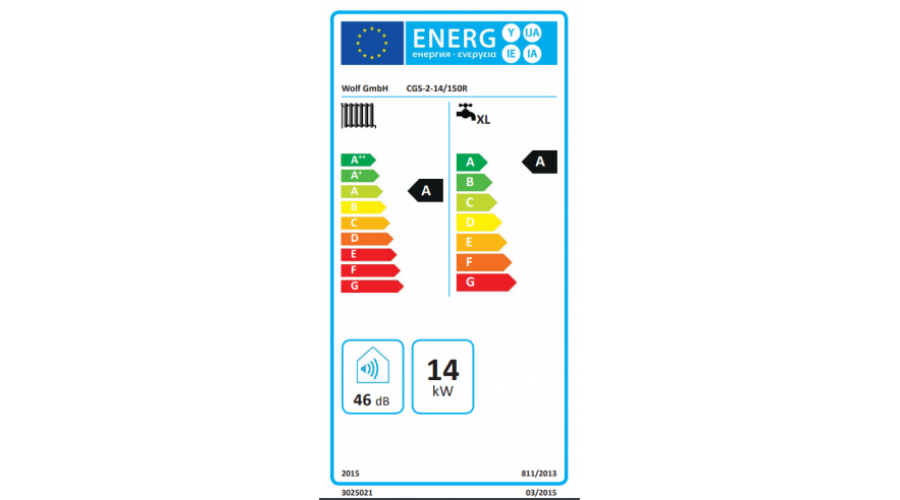 ENERG Y IJA
енергия · ενεργεια IE IA
Wolf GmbH CGS-2-14/150R
XL
A++
A+
A
B
C
D
E
F
G
A
A
B
C
D
E
F
G
A
46 dB
14
kW
2015 811/2013
3025021 03/2015